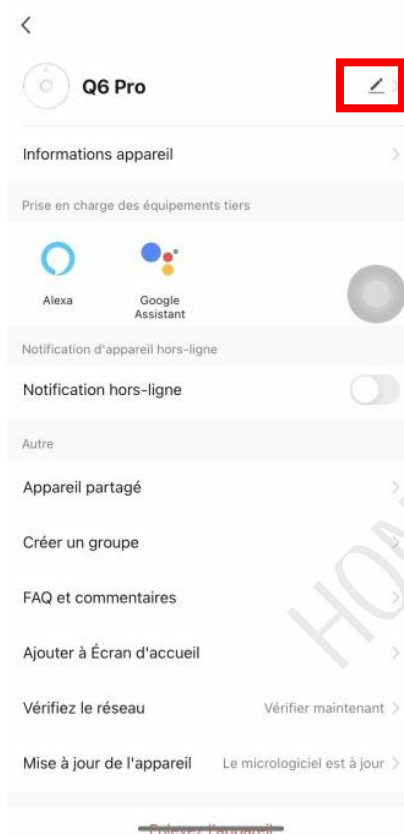 Q6 Pro
Informations appareil
Prise en charge des équipements tiers
Alexa
Google
Assistant
Notification d'appareil hors-ligne
Notification hors-ligne
Autre
Appareil partagé
Créer un groupe
FAQ et commentaires
Ajouter à Écran d'accueil
Vérifiez le réseau Vérifier maintenant
Mise à jour de l'appareil Le micrologiciel est à jour
Enlevez l'appareil